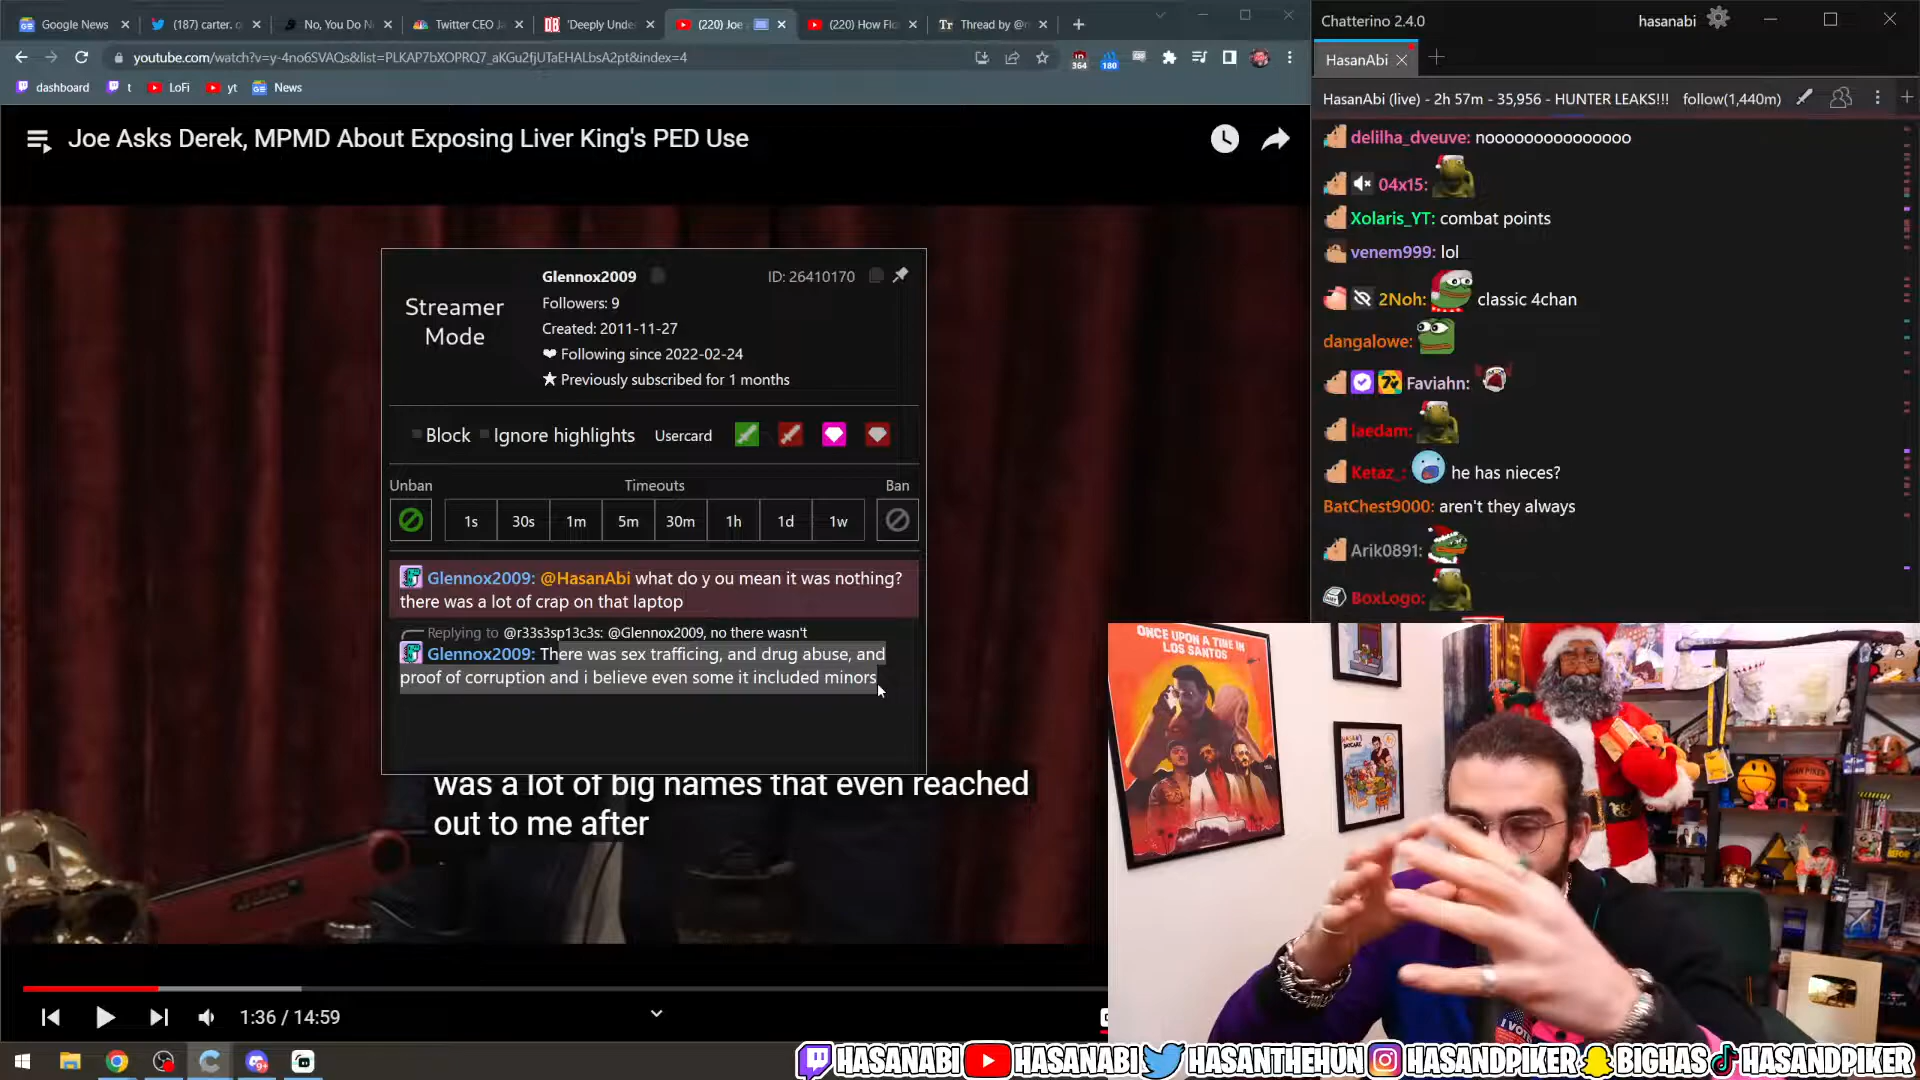 Google News
(187) carter. o
No, You Do N
Twitter CEO Ja
'Deeply Unde
(220) Joe
(220) How Flo
Thread by @r
youtube.com/watch?v=y-4no6SVAQs&list=PLKAP7bXOPRQ7_aKGu2fjUTaEHALbsA2pt&index=4
364
180
dashboard
t
LoFi
yt
News
Joe Asks Derek, MPMD About Exposing Liver King's PED Use
Streamer
Mode
Glennox2009
ID: 26410170
Followers: 9
Created: 2011-11-27
Following since 2022-02-24
Previously subscribed for 1 months
Block
Ignore highlights
Usercard
Unban
Timeouts
Ban
1s 30s 1m 5m 30m 1h 1d 1w
Glennox2009: @HasanAbi what do y ou mean it was nothing?
there was a lot of crap on that laptop
Replying to @r33s3sp13c3s: @Glennox2009, no there wasn't
Glennox2009: There was sex trafficing, and drug abuse, and
proof of corruption and i believe even some it included minors
was a lot of big names that even reached
out to me after
1:36 / 14:59
Chatterino 2.4.0
hasanabi
HasanAbi
HasanAbi (live) - 2h 57m - 35,956 - HUNTER LEAKS!!!
follow(1,440m)
delilha_dveuve: nooooooooooooooo
04x15:
Xolaris_YT: combat points
venem999: lol
2Noh: classic 4chan
dangalowe:
Faviahn:
laedam:
Ketaz_: he has nieces?
BatChest9000: aren't they always
Arik0891:
BoxLogo:
ONCE UPON A TIME IN
LOS SANTOS
HASANABI
HASANABI
HASANTHEHUN
HASANDPIKER
BIGHAS
HASANDPIKER